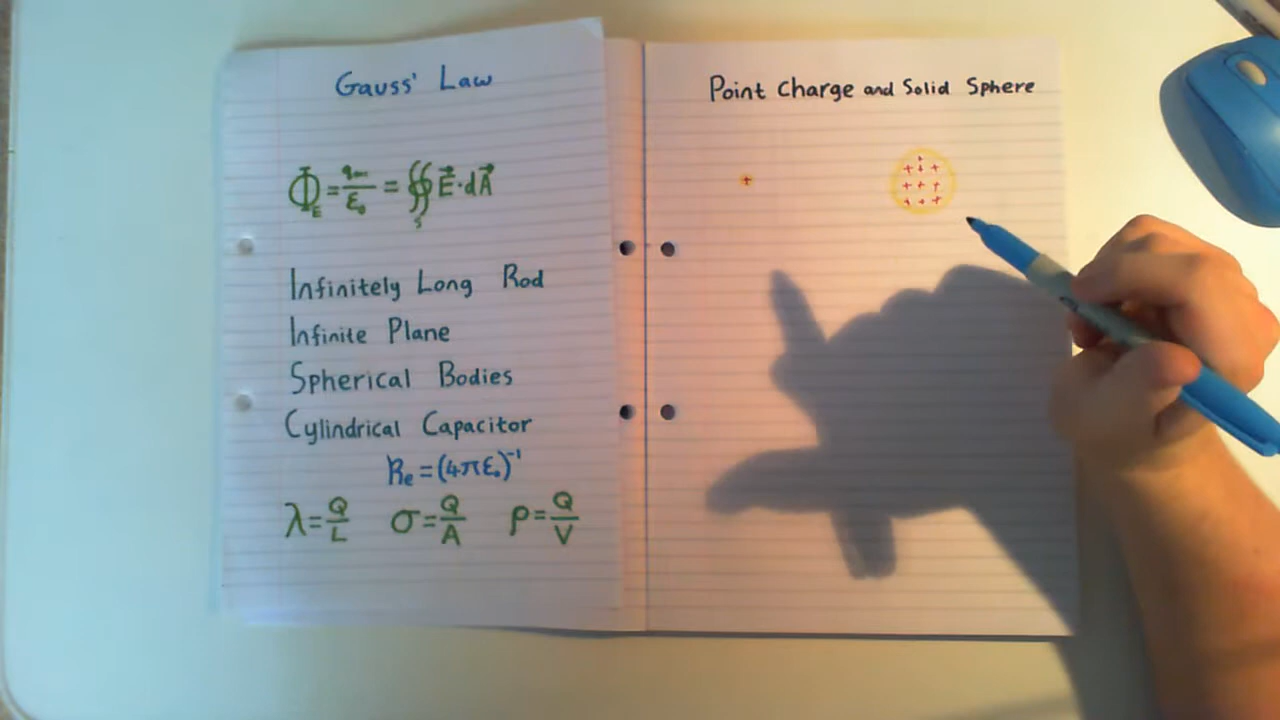 Gauss' Law
Φ_E = q_enc/ε₀ = ∯_S E⃗·dA⃗
Infinitely Long Rod
Infinite Plane
Spherical Bodies
Cylindrical Capacitor
k_e = (4πε₀)⁻¹
λ = Q/L σ = Q/A ρ = Q/V
Point Charge and Solid Sphere
+
+
+ + +
+ + +
+ + +